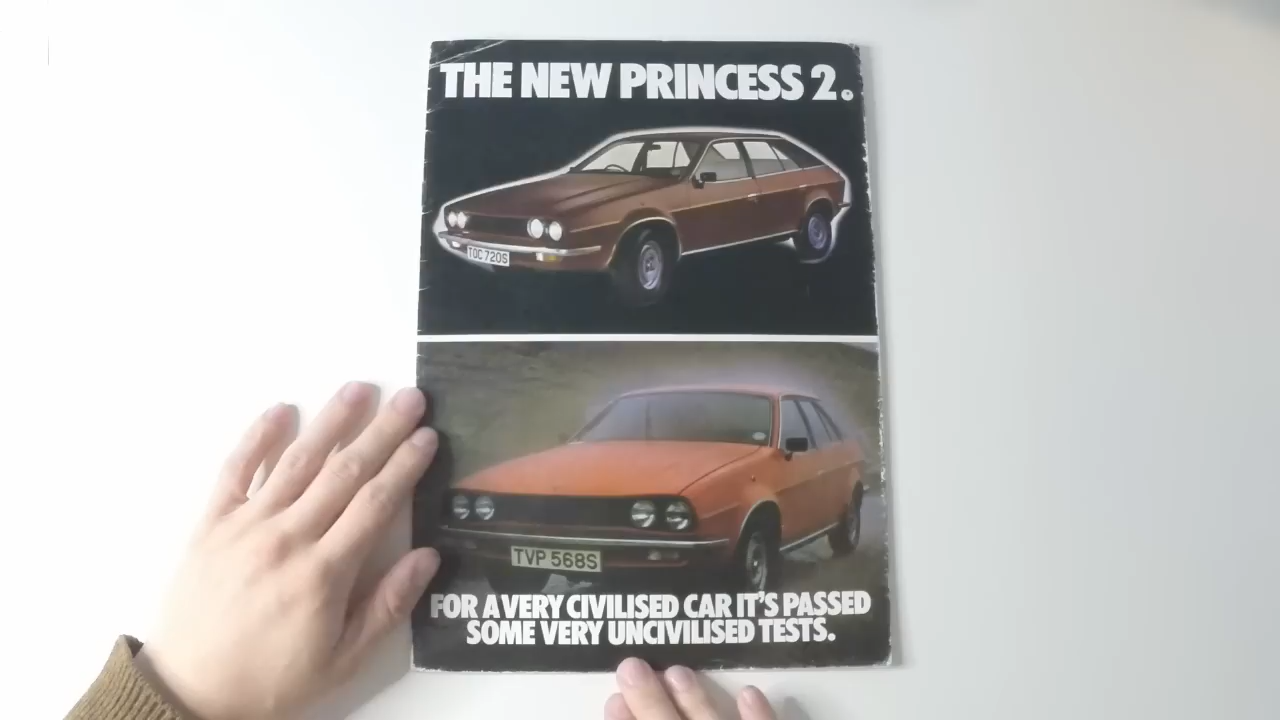 THE NEW PRINCESS 2.
TOC 720S
TVP 568S
FOR A VERY CIVILISED CAR IT'S PASSED
SOME VERY UNCIVILISED TESTS.